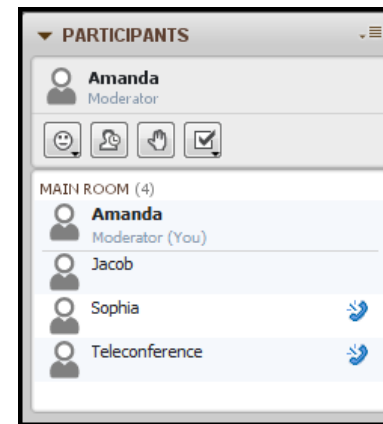 PARTICIPANTS
Amanda
Moderator
MAIN ROOM (4)
Amanda
Moderator (You)
Jacob
Sophia
Teleconference